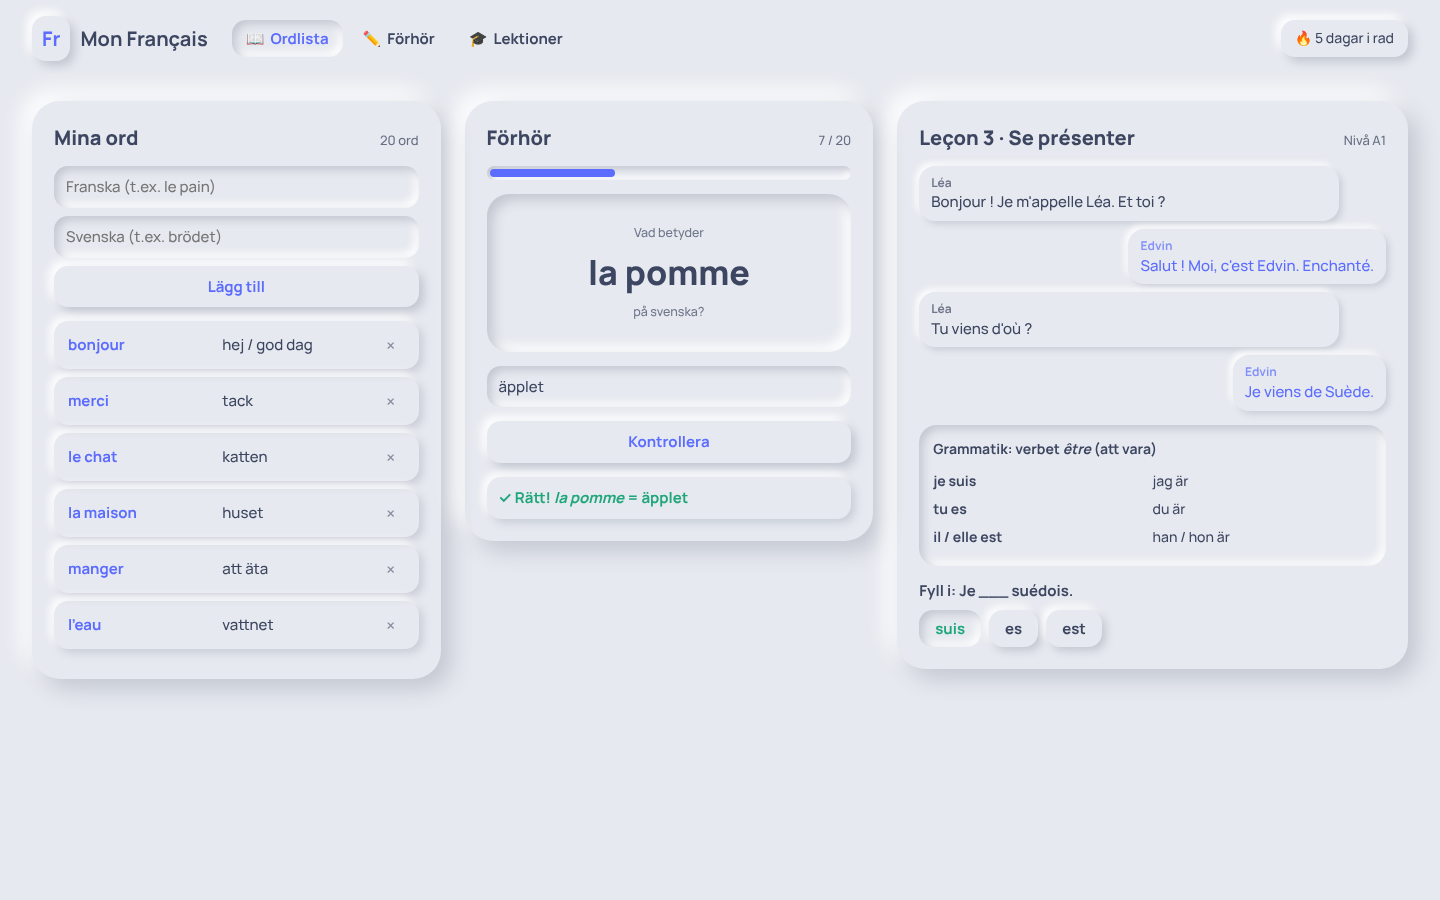 Fr Mon Français 📖 Ordlista ✏️ Förhör 🎓 Lektioner 🔥 5 dagar i rad
Mina ord 20 ord
Franska (t.ex. le pain)
Svenska (t.ex. brödet)
Lägg till
bonjour hej / god dag ×
merci tack ×
le chat katten ×
la maison huset ×
manger att äta ×
l'eau vattnet ×
Förhör 7 / 20
Vad betyder
la pomme
på svenska?
äpplet
Kontrollera
✓ Rätt! la pomme = äpplet
Leçon 3 · Se présenter Nivå A1
Léa
Bonjour ! Je m'appelle Léa. Et toi ?
Edvin
Salut ! Moi, c'est Edvin. Enchanté.
Léa
Tu viens d'où ?
Edvin
Je viens de Suède.
Grammatik: verbet être (att vara)
je suis jag är
tu es du är
il / elle est han / hon är
Fyll i: Je ___ suédois.
suis es est